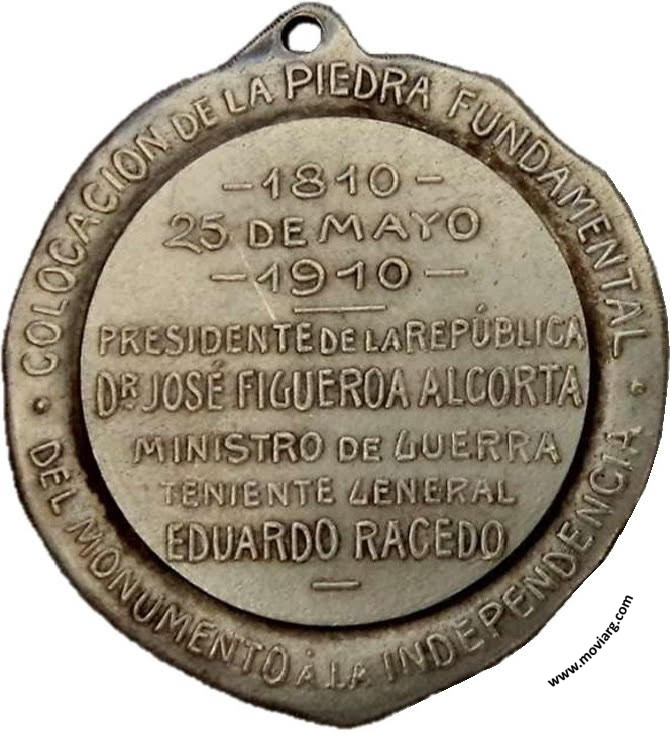 COLOCACION DE LA PIEDRA FUNDAMENTAL
DEL MONUMENTO À LA INDEPENDENCIA
– 1810 –
25 DE MAYO
– 1910 –
PRESIDENTE DE LA REPÚBLICA
DR JOSÉ FIGUEROA ALCORTA
MINISTRO DE GUERRA
TENIENTE GENERAL
EDUARDO RACEDO
www.moviarg.com